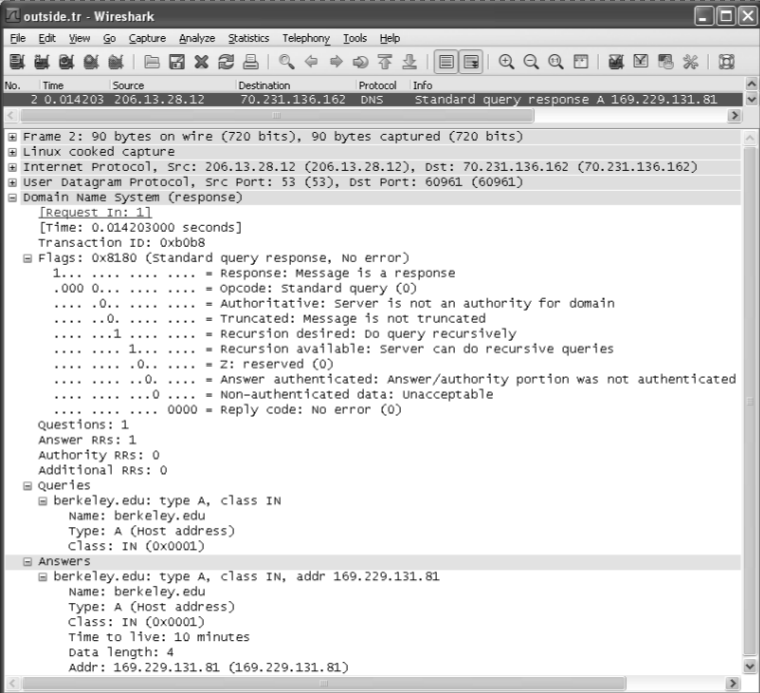 outside.tr - Wireshark
File Edit View Go Capture Analyze Statistics Telephony Tools Help
No. Time Source Destination Protocol Info
2 0.014203 206.13.28.12 70.231.136.162 DNS Standard query response A 169.229.131.81
Frame 2: 90 bytes on wire (720 bits), 90 bytes captured (720 bits)
Linux cooked capture
Internet Protocol, Src: 206.13.28.12 (206.13.28.12), Dst: 70.231.136.162 (70.231.136.162)
User Datagram Protocol, Src Port: 53 (53), Dst Port: 60961 (60961)
Domain Name System (response)
[Request In: 1]
[Time: 0.014203000 seconds]
Transaction ID: 0xb0b8
Flags: 0x8180 (Standard query response, No error)
1... .... .... .... = Response: Message is a response
.000 0... .... .... = Opcode: Standard query (0)
.... .0.. .... .... = Authoritative: Server is not an authority for domain
.... ..0. .... .... = Truncated: Message is not truncated
.... ...1 .... .... = Recursion desired: Do query recursively
.... .... 1... .... = Recursion available: Server can do recursive queries
.... .... .0.. .... = Z: reserved (0)
.... .... ..0. .... = Answer authenticated: Answer/authority portion was not authenticated
.... .... ...0 .... = Non-authenticated data: Unacceptable
.... .... .... 0000 = Reply code: No error (0)
Questions: 1
Answer RRs: 1
Authority RRs: 0
Additional RRs: 0
Queries
berkeley.edu: type A, class IN
Name: berkeley.edu
Type: A (Host address)
Class: IN (0x0001)
Answers
berkeley.edu: type A, class IN, addr 169.229.131.81
Name: berkeley.edu
Type: A (Host address)
Class: IN (0x0001)
Time to live: 10 minutes
Data length: 4
Addr: 169.229.131.81 (169.229.131.81)